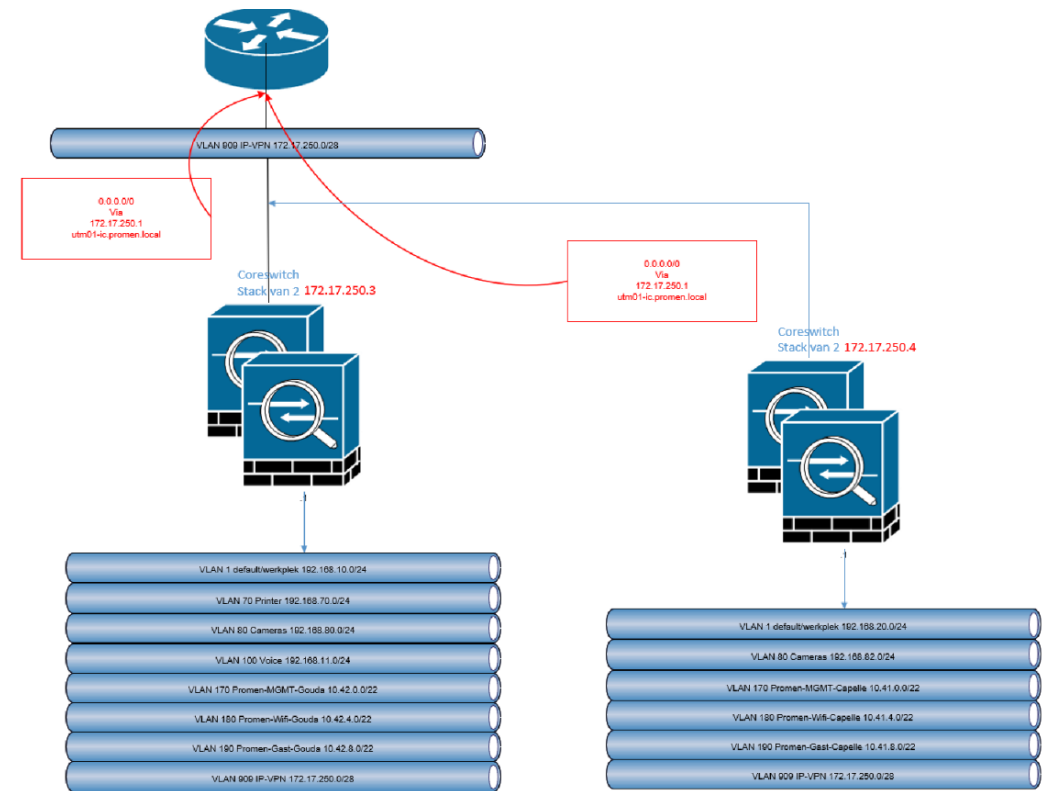 VLAN 909 IP-VPN 172.17.250.0/28
0.0.0.0/0
Via
172.17.250.1
utm01-ic.promen.local
0.0.0.0/0
Via
172.17.250.1
utm01-ic.promen.local
Coreswitch
Stack van 2 172.17.250.3
Coreswitch
Stack van 2 172.17.250.4
.1
VLAN 1 default/werkplek 192.168.10.0/24
VLAN 70 Printer 192.168.70.0/24
VLAN 80 Cameras 192.168.80.0/24
VLAN 100 Voice 192.168.11.0/24
VLAN 170 Promen-MGMT-Gouda 10.42.0.0/22
VLAN 180 Promen-Wifi-Gouda 10.42.4.0/22
VLAN 190 Promen-Gast-Gouda 10.42.8.0/22
VLAN 909 IP-VPN 172.17.250.0/28
.1
VLAN 1 default/werkplek 192.168.20.0/24
VLAN 80 Cameras 192.168.82.0/24
VLAN 170 Promen-MGMT-Capelle 10.41.0.0/22
VLAN 180 Promen-Wifi-Capelle 10.41.4.0/22
VLAN 190 Promen-Gast-Capelle 10.41.8.0/22
VLAN 909 IP-VPN 172.17.250.0/28